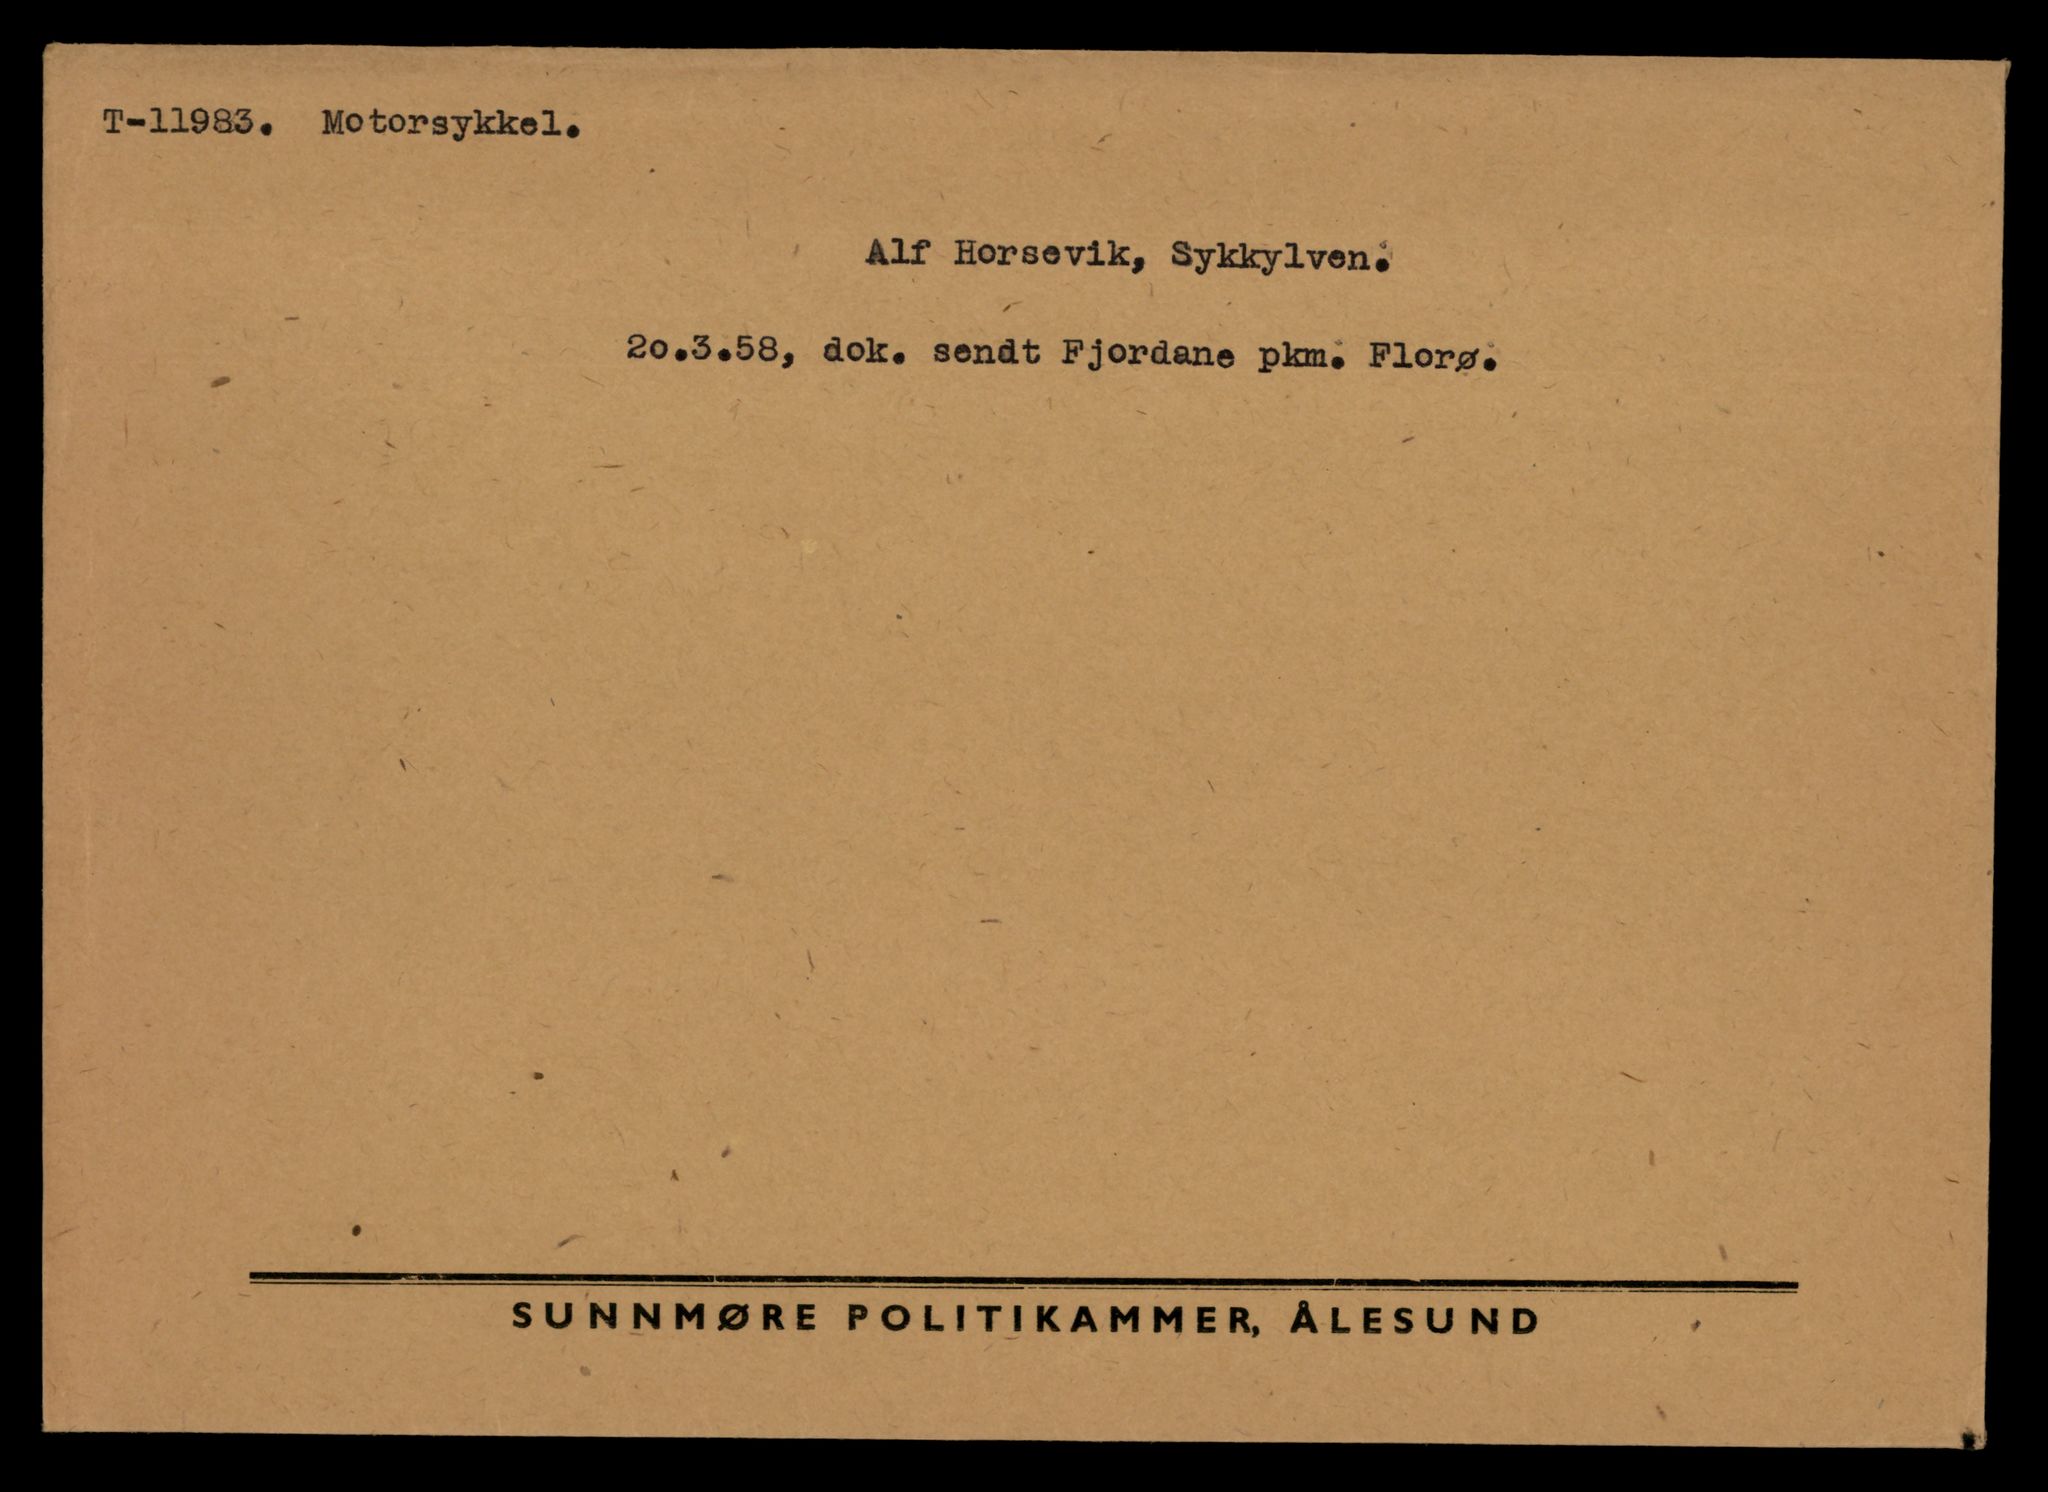 T-11983. Motorsykkel.
Alf Horsevik, Sykkylven.
2o.3.58, dok. sendt Fjordane pkm. Florø.
SUNNMØRE POLITIKAMMER, ÅLESUND